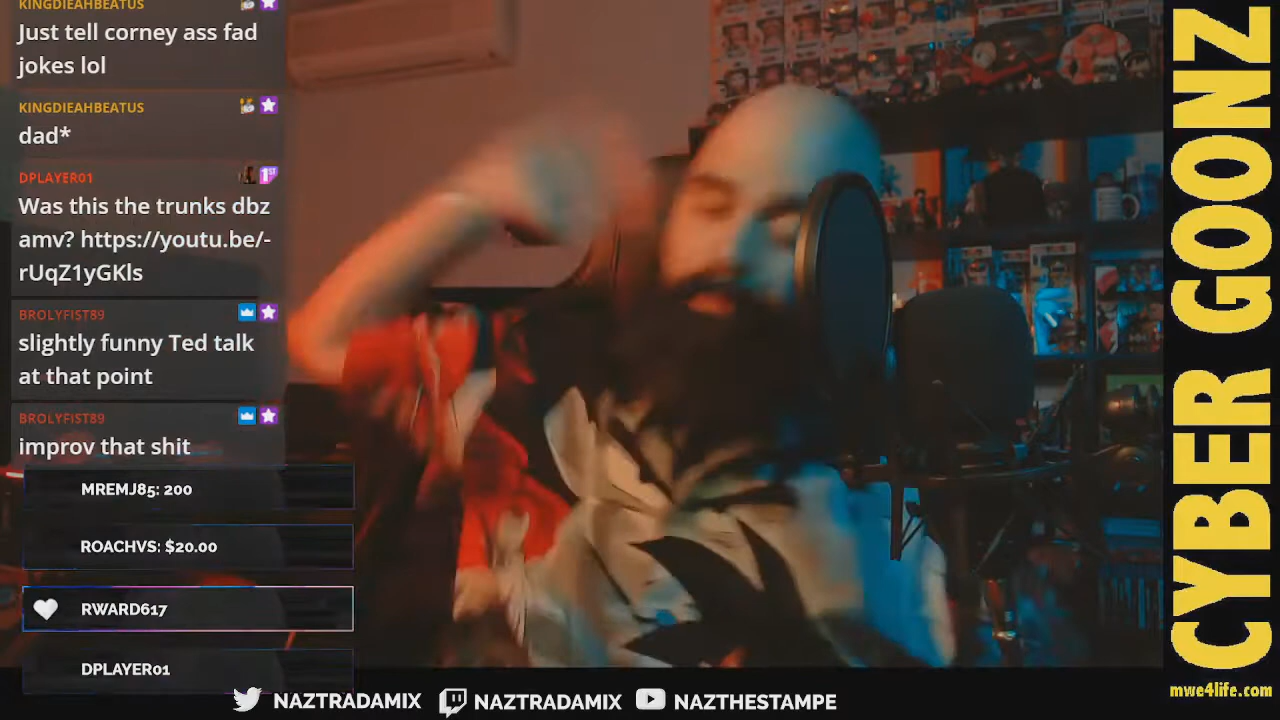 KINGDIEAHBEATUS
Just tell corney ass fad
jokes lol
KINGDIEAHBEATUS
dad*
DPLAYER01
1ST
Was this the trunks dbz
amv? https://youtu.be/-
rUqZ1yGKls
BROLYFIST89
slightly funny Ted talk
at that point
BROLYFIST89
improv that shit
MREMJ85: 200
ROACHVS: $20.00
RWARD617
DPLAYER01
NAZTRADAMIX NAZTRADAMIX NAZTHESTAMPE
CYBER GOONZ
mwe4life.com